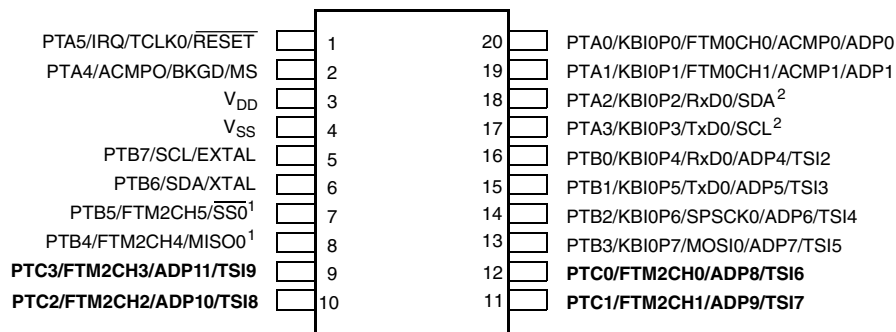 PTA5/IRQ/TCLK0/RESET 1 20 PTA0/KBI0P0/FTM0CH0/ACMP0/ADP0
PTA4/ACMPO/BKGD/MS 2 19 PTA1/KBI0P1/FTM0CH1/ACMP1/ADP1
VDD 3 18 PTA2/KBI0P2/RxD0/SDA2
VSS 4 17 PTA3/KBI0P3/TxD0/SCL2
PTB7/SCL/EXTAL 5 16 PTB0/KBI0P4/RxD0/ADP4/TSI2
PTB6/SDA/XTAL 6 15 PTB1/KBI0P5/TxD0/ADP5/TSI3
PTB5/FTM2CH5/SS01 7 14 PTB2/KBI0P6/SPSCK0/ADP6/TSI4
PTB4/FTM2CH4/MISO01 8 13 PTB3/KBI0P7/MOSI0/ADP7/TSI5
PTC3/FTM2CH3/ADP11/TSI9 9 12 PTC0/FTM2CH0/ADP8/TSI6
PTC2/FTM2CH2/ADP10/TSI8 10 11 PTC1/FTM2CH1/ADP9/TSI7